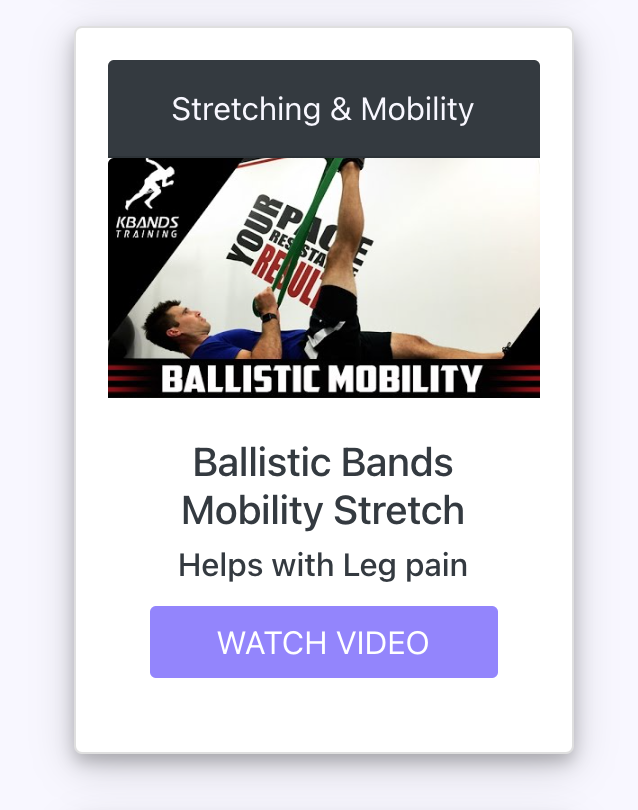 Stretching & Mobility
KBANDS
TRAINING
YOUR PACE
RESISTANCE
RESULTS
BALLISTIC MOBILITY
Ballistic Bands
Mobility Stretch
Helps with Leg pain
WATCH VIDEO